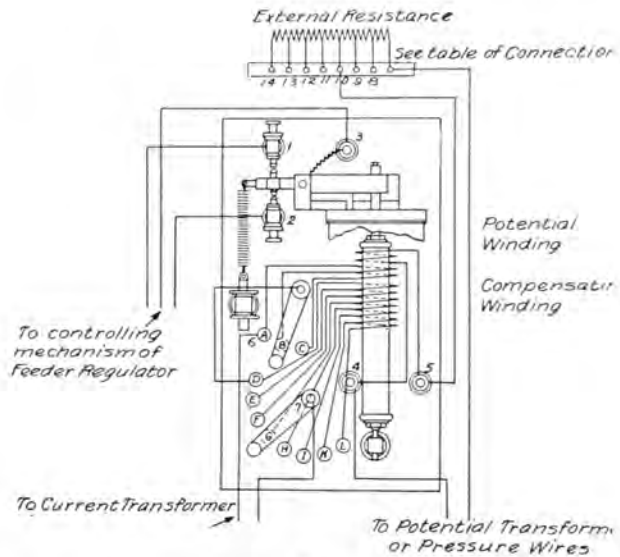 External Resistance
See table of Connection
14 13 12 11 10 9 8
1
3
2
Potential
Winding
Compensatin
Winding
6 A
B
C
D
4
5
E
F
G
7
H
I
K
L
To controlling
mechanism of
Feeder Regulator
To Current Transformer
To Potential Transform
or Pressure Wires